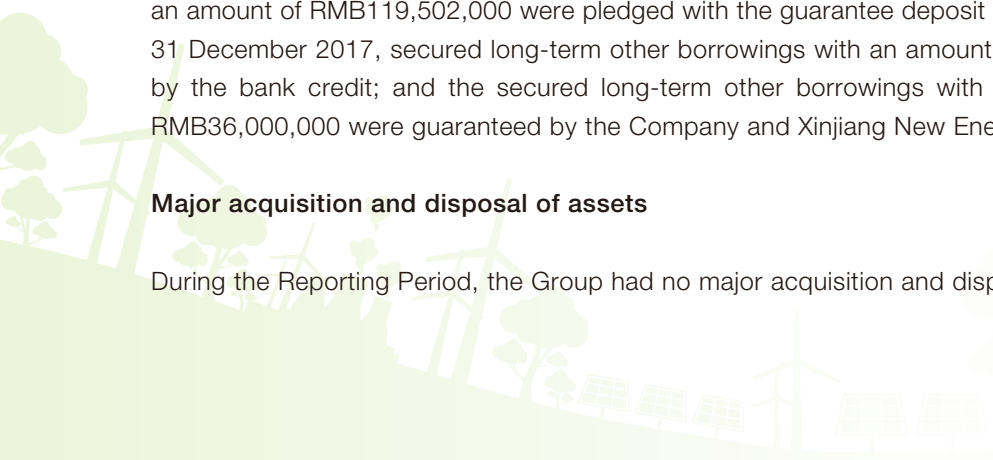 an amount of RMB119,502,000 were pledged with the guarantee deposit
31 December 2017, secured long-term other borrowings with an amount
by the bank credit; and the secured long-term other borrowings with
RMB36,000,000 were guaranteed by the Company and Xinjiang New Ene
Major acquisition and disposal of assets
During the Reporting Period, the Group had no major acquisition and disp